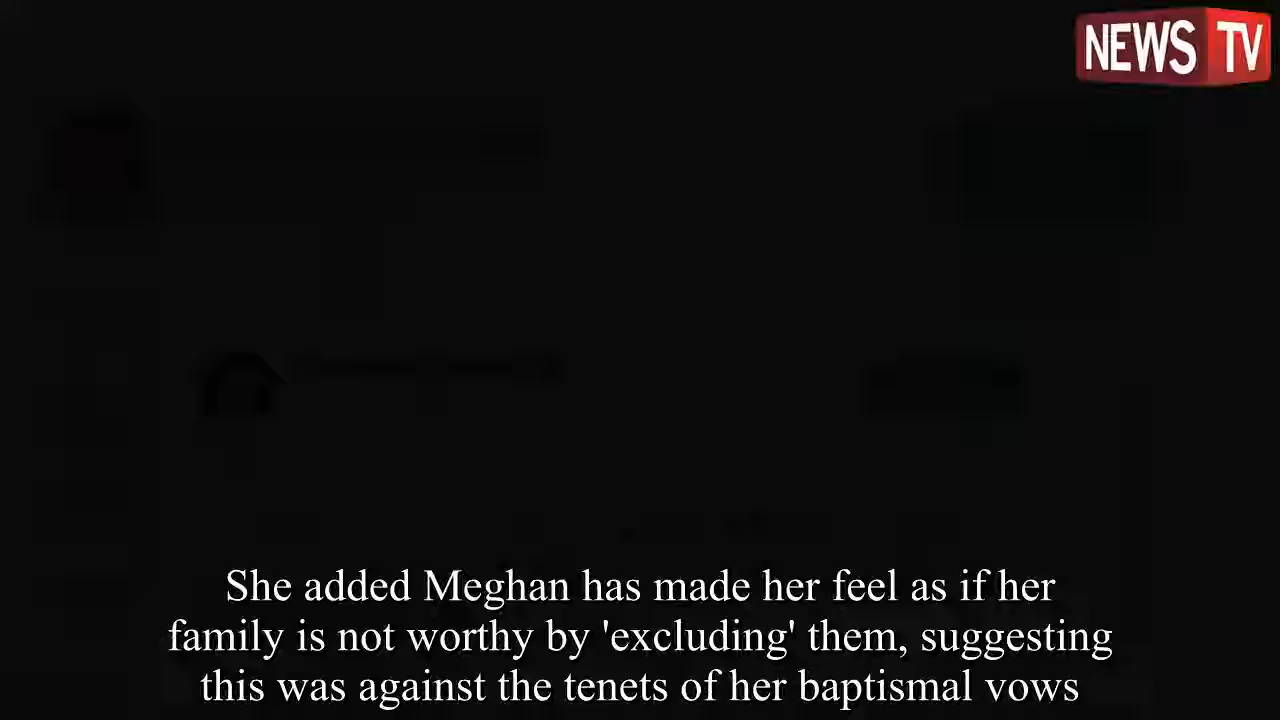 NEWS TV
She added Meghan has made her feel as if her
family is not worthy by 'excluding' them, suggesting
this was against the tenets of her baptismal vows